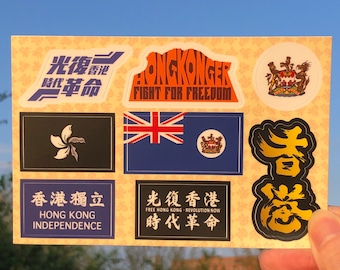 光復香港
時代革命
HONGKONGER
FIGHT FOR FREEDOM
香港獨立
HONG KONG
INDEPENDENCE
光復香港
FREE HONG KONG · REVOLUTION NOW
時代革命
香港